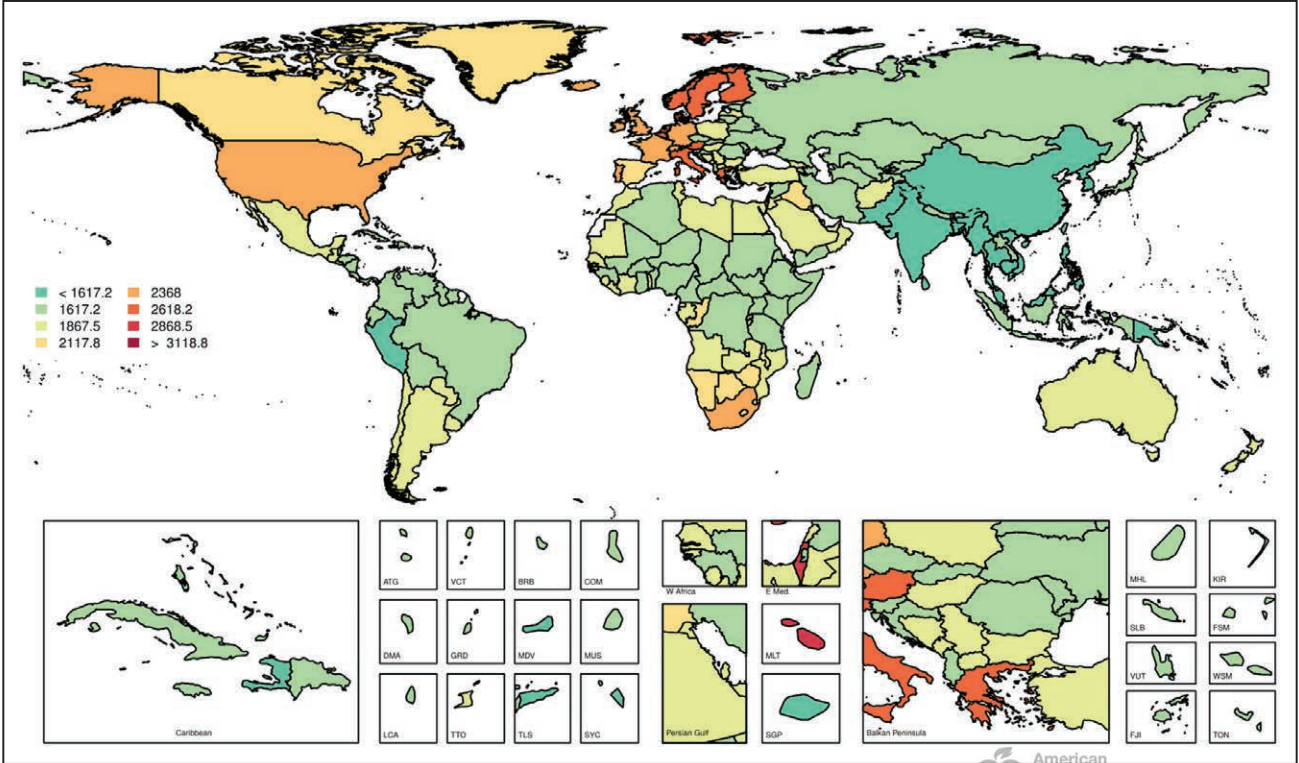 < 1617.2
1617.2
1867.5
2117.8
2368
2618.2
2868.5
> 3118.8
Caribbean
ATG
VCT
BRB
COM
DMA
GRD
MDV
MUS
LCA
TTO
TLS
SYC
W Africa
E Med.
Persian Gulf
MLT
SGP
Balkan Peninsula
MHL
KIR
SLB
FSM
VUT
WSM
FJI
TON
American